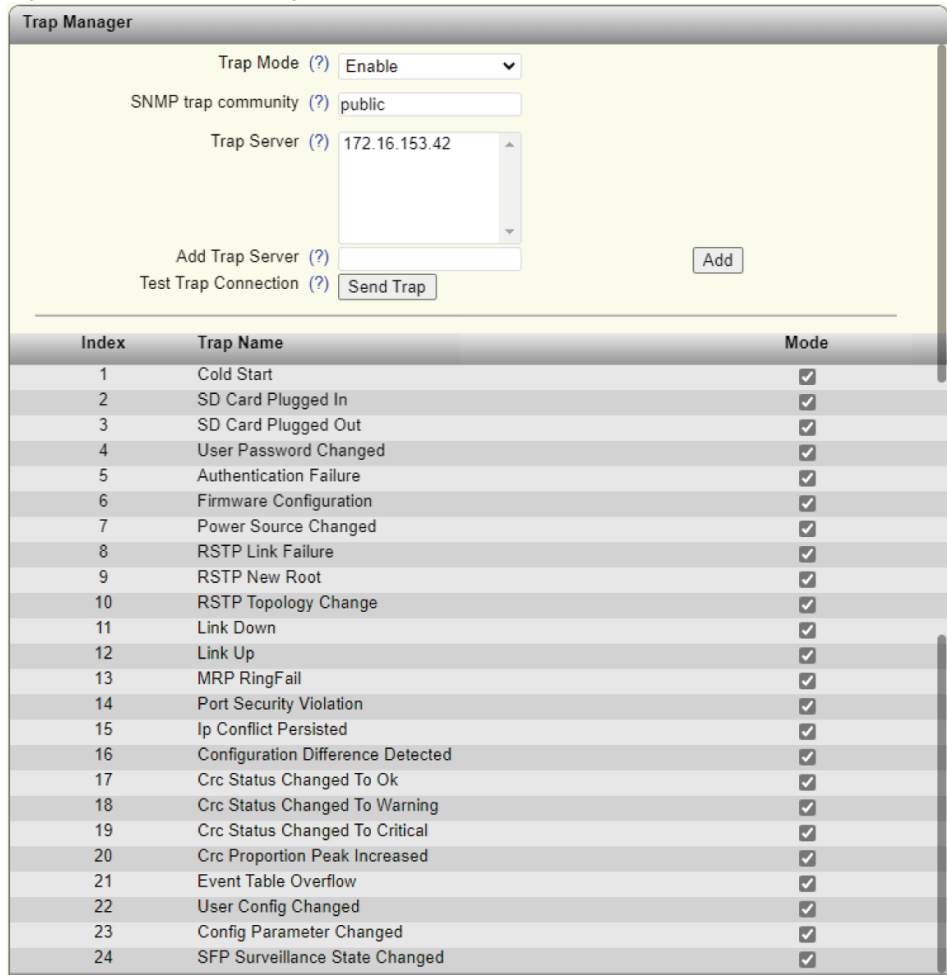 Trap Manager
Trap Mode (?) Enable
SNMP trap community (?) public
Trap Server (?) 172.16.153.42
Add Trap Server (?) Add
Test Trap Connection (?) Send Trap
Index Trap Name Mode
1 Cold Start
2 SD Card Plugged In
3 SD Card Plugged Out
4 User Password Changed
5 Authentication Failure
6 Firmware Configuration
7 Power Source Changed
8 RSTP Link Failure
9 RSTP New Root
10 RSTP Topology Change
11 Link Down
12 Link Up
13 MRP RingFail
14 Port Security Violation
15 Ip Conflict Persisted
16 Configuration Difference Detected
17 Crc Status Changed To Ok
18 Crc Status Changed To Warning
19 Crc Status Changed To Critical
20 Crc Proportion Peak Increased
21 Event Table Overflow
22 User Config Changed
23 Config Parameter Changed
24 SFP Surveillance State Changed